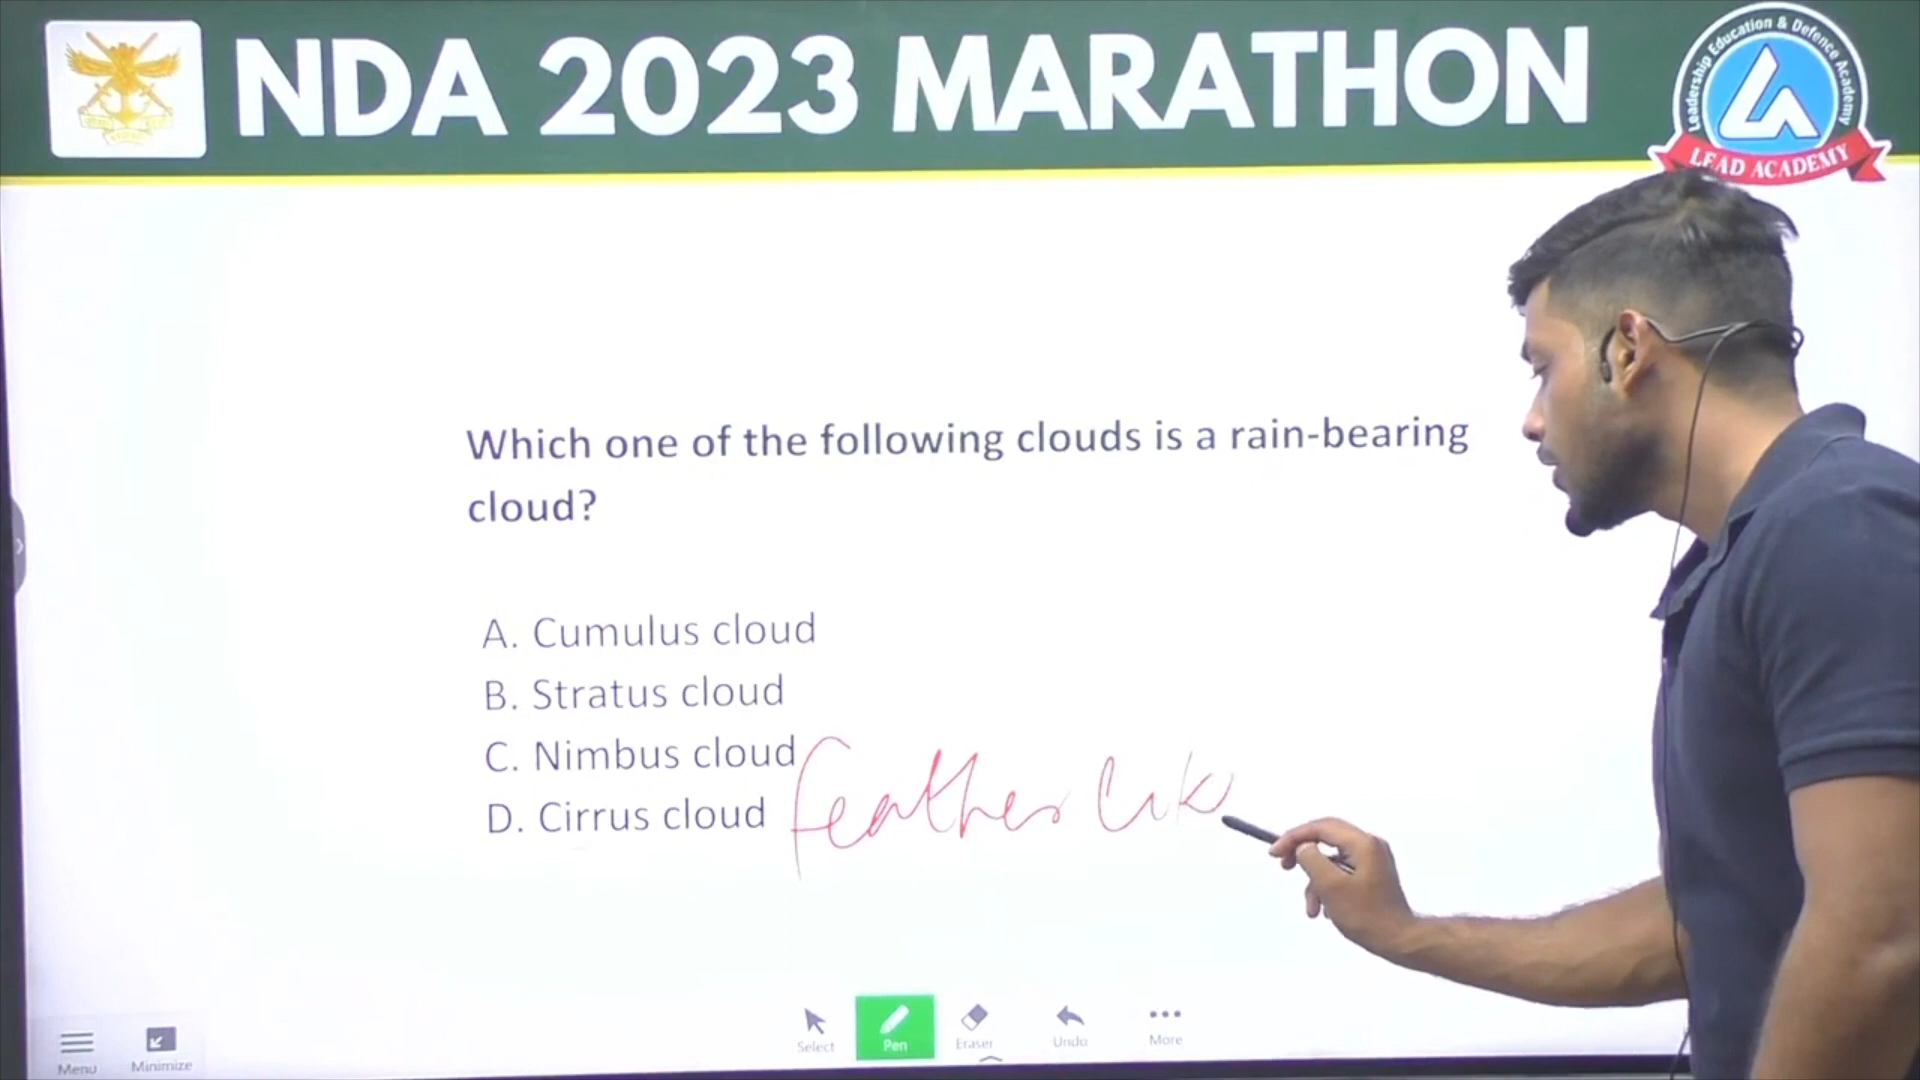 NDA 2023 MARATHON
Leadership Education & Defence Academy
LEAD ACADEMY
Which one of the following clouds is a rain-bearing
cloud?
A. Cumulus cloud
B. Stratus cloud
C. Nimbus cloud
D. Cirrus cloud
feather lik
Select
Pen
Eraser
Undo
More
Menu
Minimize